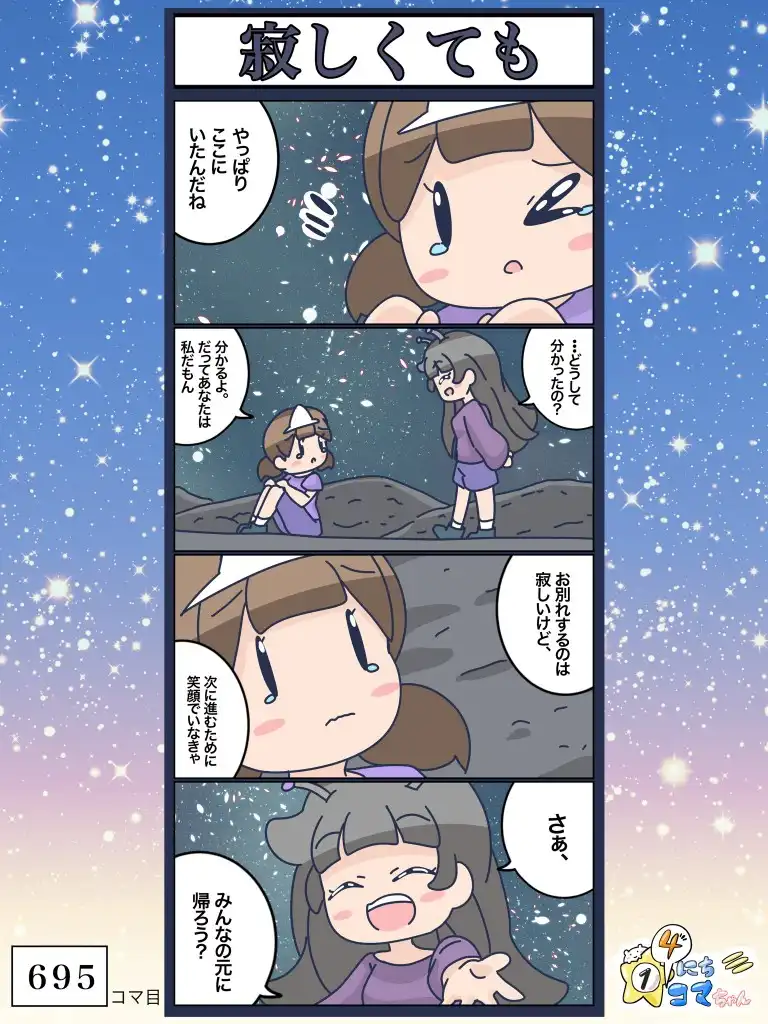 寂しくても
やっぱり
ここに
いたんだね
…どうして
分かったの?
分かるよ。
だってあなたは
私だもん
お別れするのは
寂しいけど、
次に進むために
笑顔でいなきゃ
さぁ、
みんなの元に
帰ろう?
695
コマ目
1
4
にち
コマちゃん